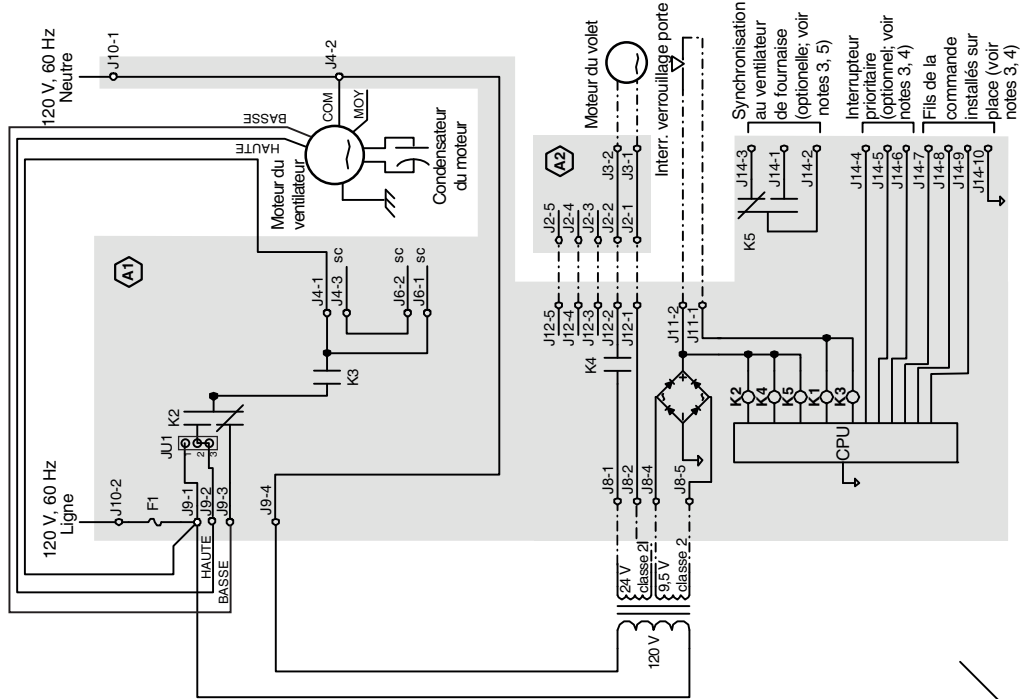 120 V, 60 Hz
Ligne
J10-2
F1
J9-1
J9-2
J9-3
J9-4
HAUTE
BASSE
JU1
1
2
3
K2
K3
A1
J4-1
J4-3
sc
J6-2
sc
J6-1
120 V, 60 Hz
Neutre
J10-1
J4-2
BASSE
HAUTE
COM
MOY
Moteur du
ventilateur
Condensateur
du moteur
120 V
24 V
classe 2
9,5 V
classe 2
J8-1
J8-2
J8-4
J8-5
K4
J12-5
J12-4
J12-3
J12-2
J12-1
J11-2
J11-1
A2
J2-5
J2-4
J2-3
J2-2
J2-1
J3-2
J3-1
Moteur du volet
Interr. verrouillage porte
CPU
K2
K4
K5
K1
K3
K5
J14-3
J14-1
J14-2
J14-4
J14-5
J14-6
J14-7
J14-8
J14-9
J14-10
Synchronisation
au ventilateur
de fournaise
(optionelle; voir
notes 3, 5)
Interrupteur
prioritaire
(optionnel; voir
notes 3, 4)
Fils de la
commande
installés sur
place (voir
notes 3, 4)